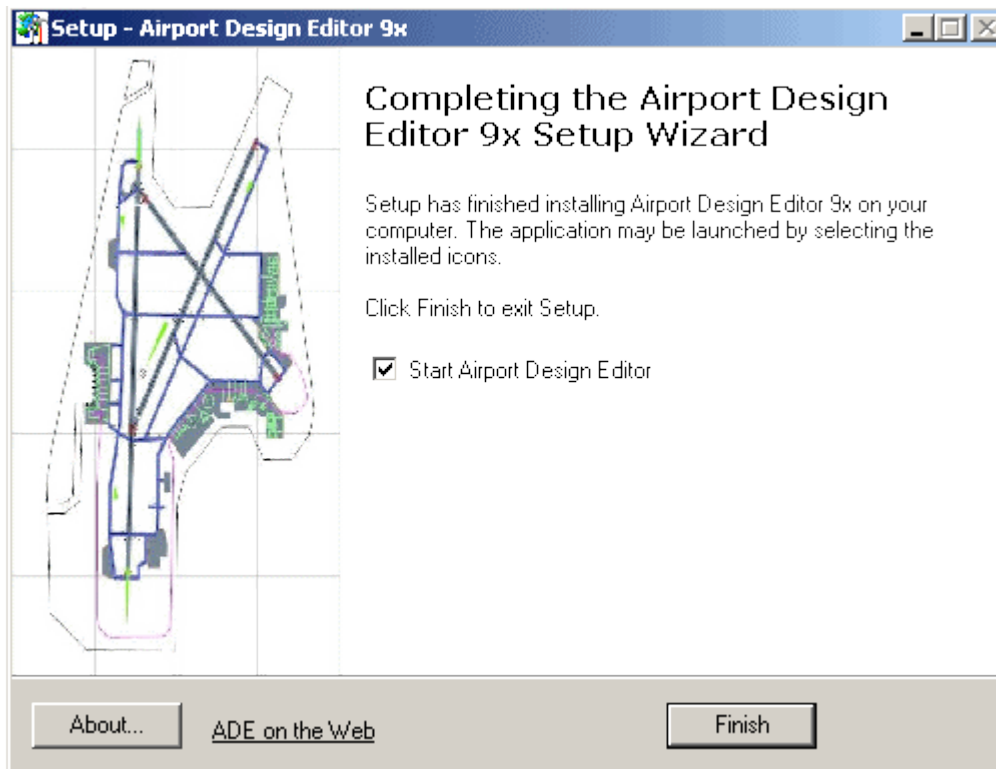 Setup - Airport Design Editor 9x
Completing the Airport Design
Editor 9x Setup Wizard
Setup has finished installing Airport Design Editor 9x on your
computer. The application may be launched by selecting the
installed icons.
Click Finish to exit Setup.
Start Airport Design Editor
About...
ADE on the Web
Finish